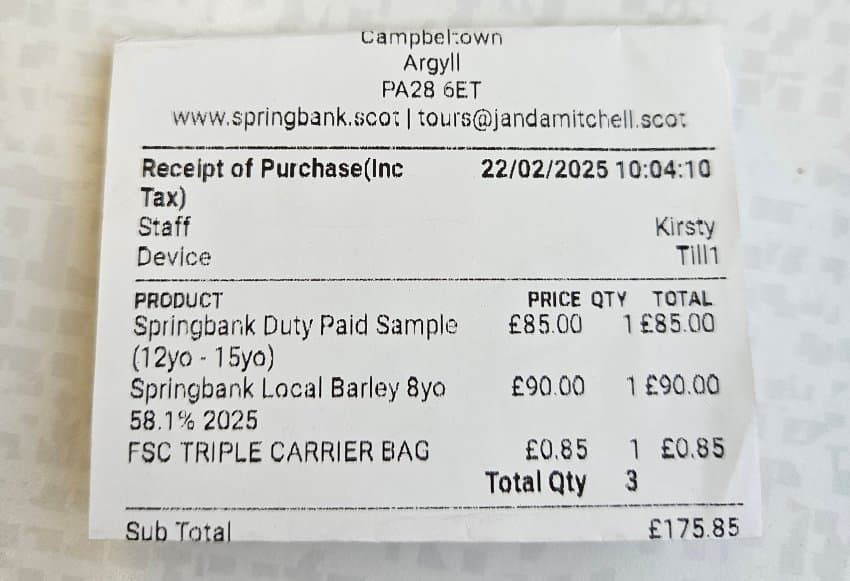 Campbeltown
Argyll
PA28 6ET
www.springbank.scot | tours@jandamitchell.scot
Receipt of Purchase(Inc 22/02/2025 10:04:10
Tax)
Staff Kirsty
Device Till1
PRODUCT PRICE QTY TOTAL
Springbank Duty Paid Sample £85.00 1 £85.00
(12yo - 15yo)
Springbank Local Barley 8yo £90.00 1 £90.00
58.1% 2025
FSC TRIPLE CARRIER BAG £0.85 1 £0.85
Total Qty 3
Sub Total £175.85